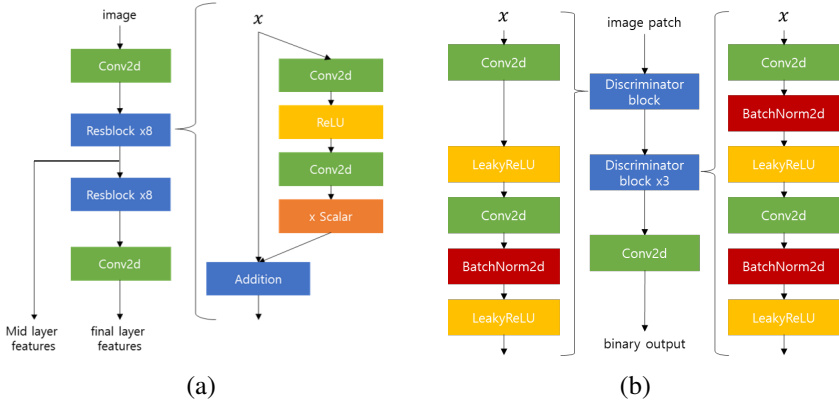 image
Conv2d
Resblock x8
Resblock x8
Conv2d
Mid layer
features
final layer
features
x
Conv2d
ReLU
Conv2d
x Scalar
Addition
(a)
x
Conv2d
LeakyReLU
Conv2d
BatchNorm2d
LeakyReLU
image patch
Discriminator
block
Discriminator
block x3
Conv2d
binary output
x
Conv2d
BatchNorm2d
LeakyReLU
Conv2d
BatchNorm2d
LeakyReLU
(b)